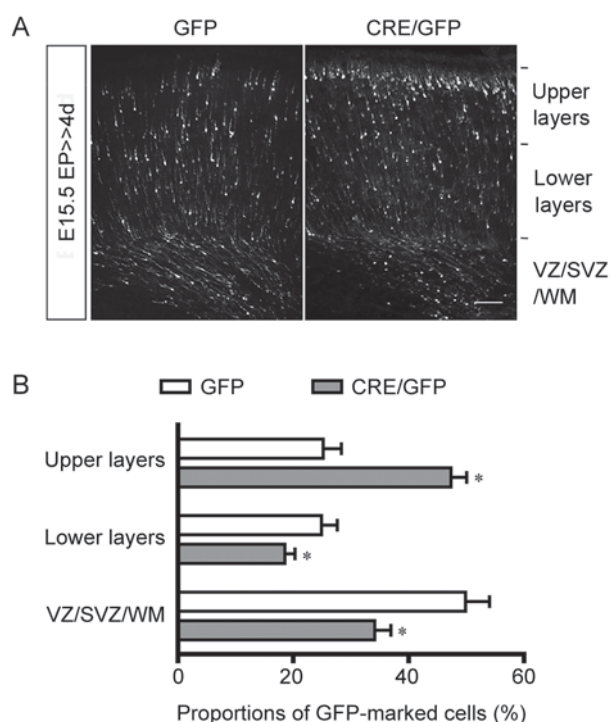 A
GFP
CRE/GFP
E15.5 EP>>4d
Upper
layers
Lower
layers
VZ/SVZ
/WM
B
GFP
CRE/GFP
Upper layers
*
Lower layers
*
VZ/SVZ/WM
*
0
20
40
60
Proportions of GFP-marked cells (%)